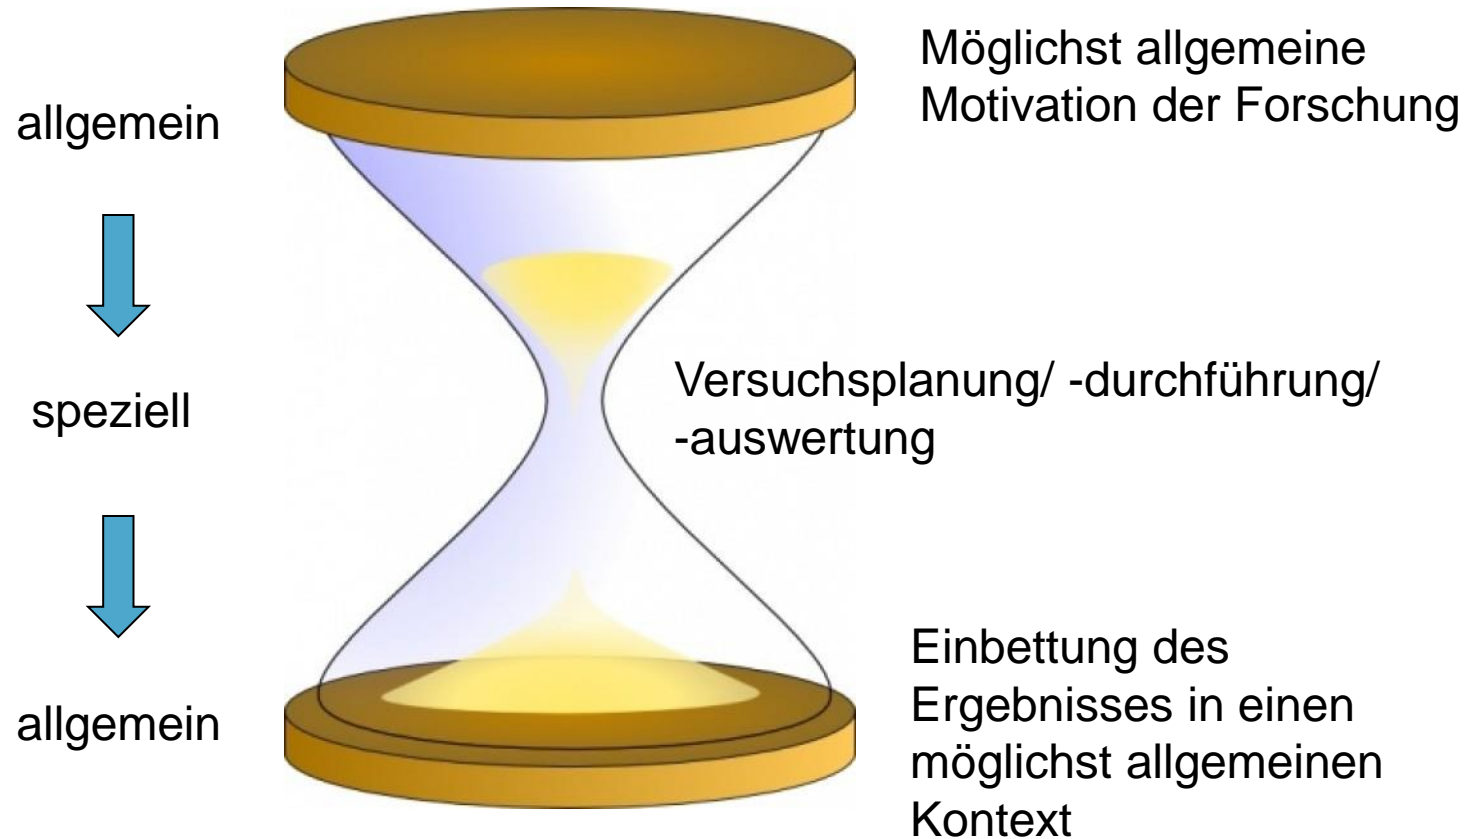 Möglichst allgemeine
Motivation der Forschung
allgemein
Versuchsplanung/ -durchführung/
-auswertung
speziell
Einbettung des
Ergebnisses in einen
möglichst allgemeinen
Kontext
allgemein